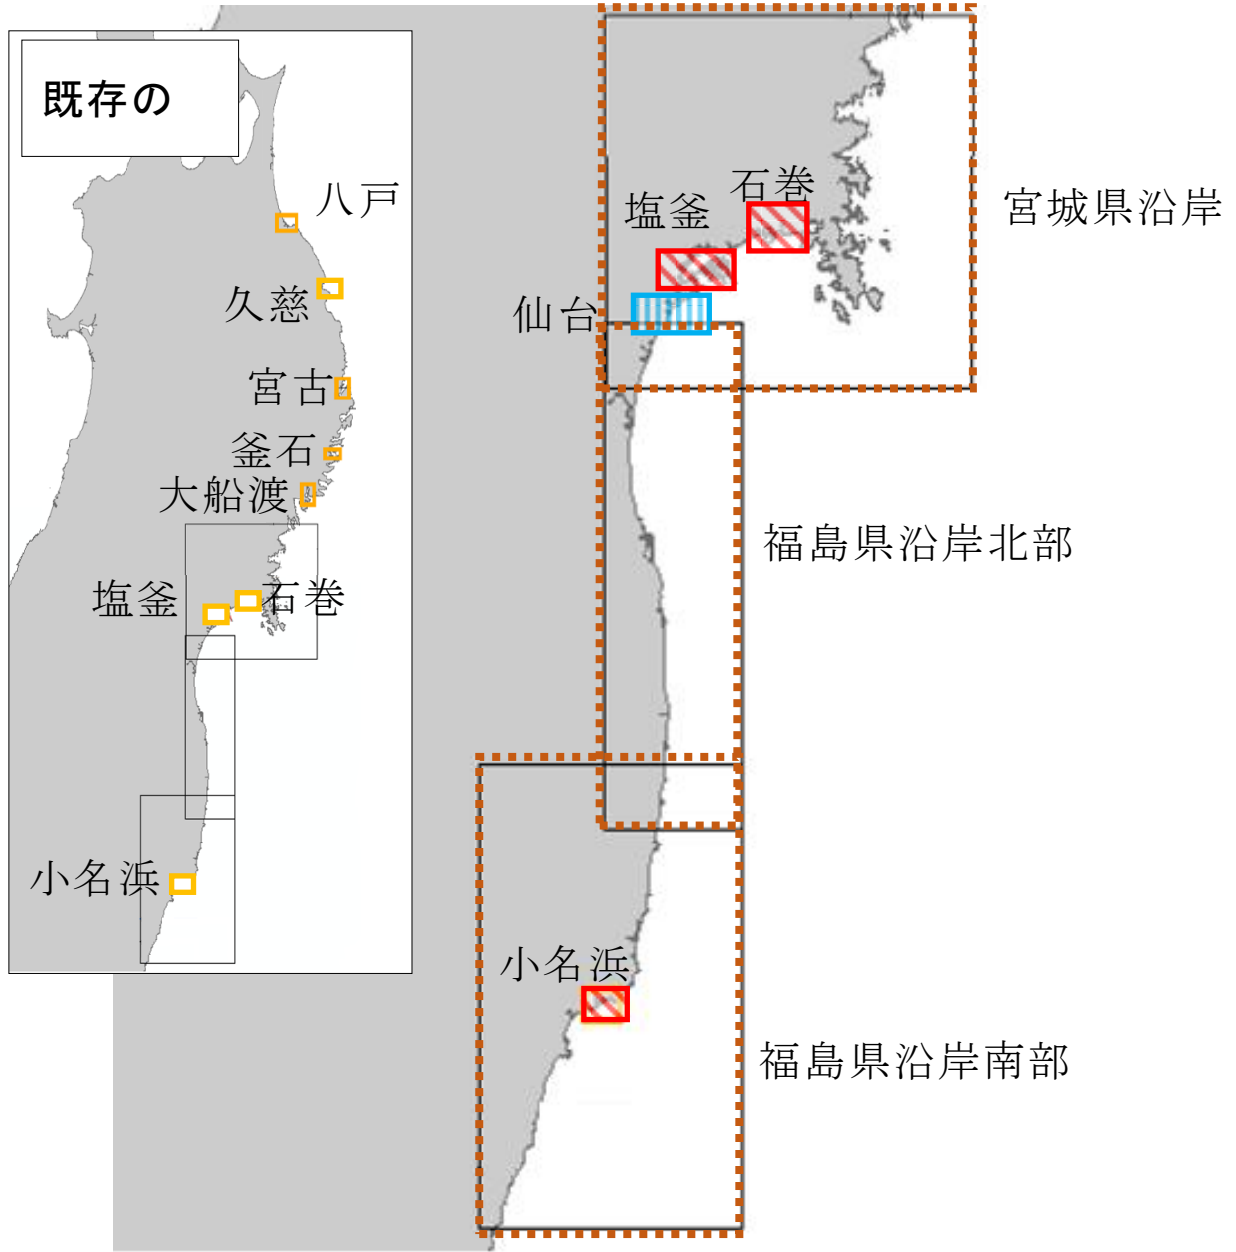 既存の
八戸
久慈
宮古
釜石
大船渡
塩釜
石巻
小名浜
石巻
塩釜
宮城県沿岸
仙台
福島県沿岸北部
小名浜
福島県沿岸南部